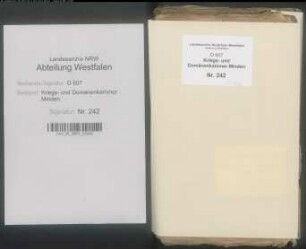 Landesarchiv NRW
Abteilung Westfalen
Bestands-Signatur: D 607
Bestand: Kriegs- und Domänenkammer
Minden
Signatur: Nr. 242
Landesarchiv Nordrhein-Westfalen
D 607
Kriegs- und
Domänenkammer Minden
Nr. 242